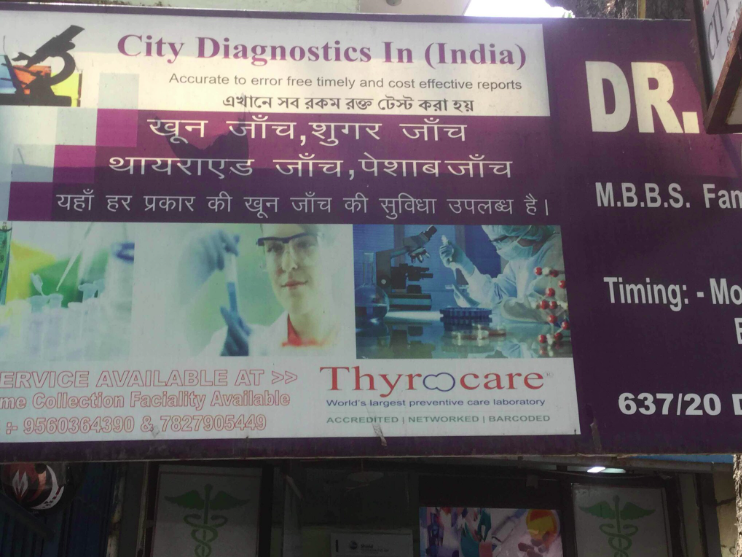 City Diagnostics In (India)
Accurate to error free timely and cost effective reports
এখানে সব রকম রক্ত টেস্ট করা হয়
खून जाँच,शुगर जाँच
थायराएड जाँच,पेशाब जाँच
यहाँ हर प्रकार की खून जाँच की सुविधा उपलब्ध है।
ERVICE AVAILABLE AT >>
me Collection Faciality Available
:- 9560364390 & 7827905449
Thyrocare
World's largest preventive care laboratory
ACCREDITED | NETWORKED | BARCODED
DR.
M.B.B.S. Fam
Timing: - Mo
E
637/20 D
CITY